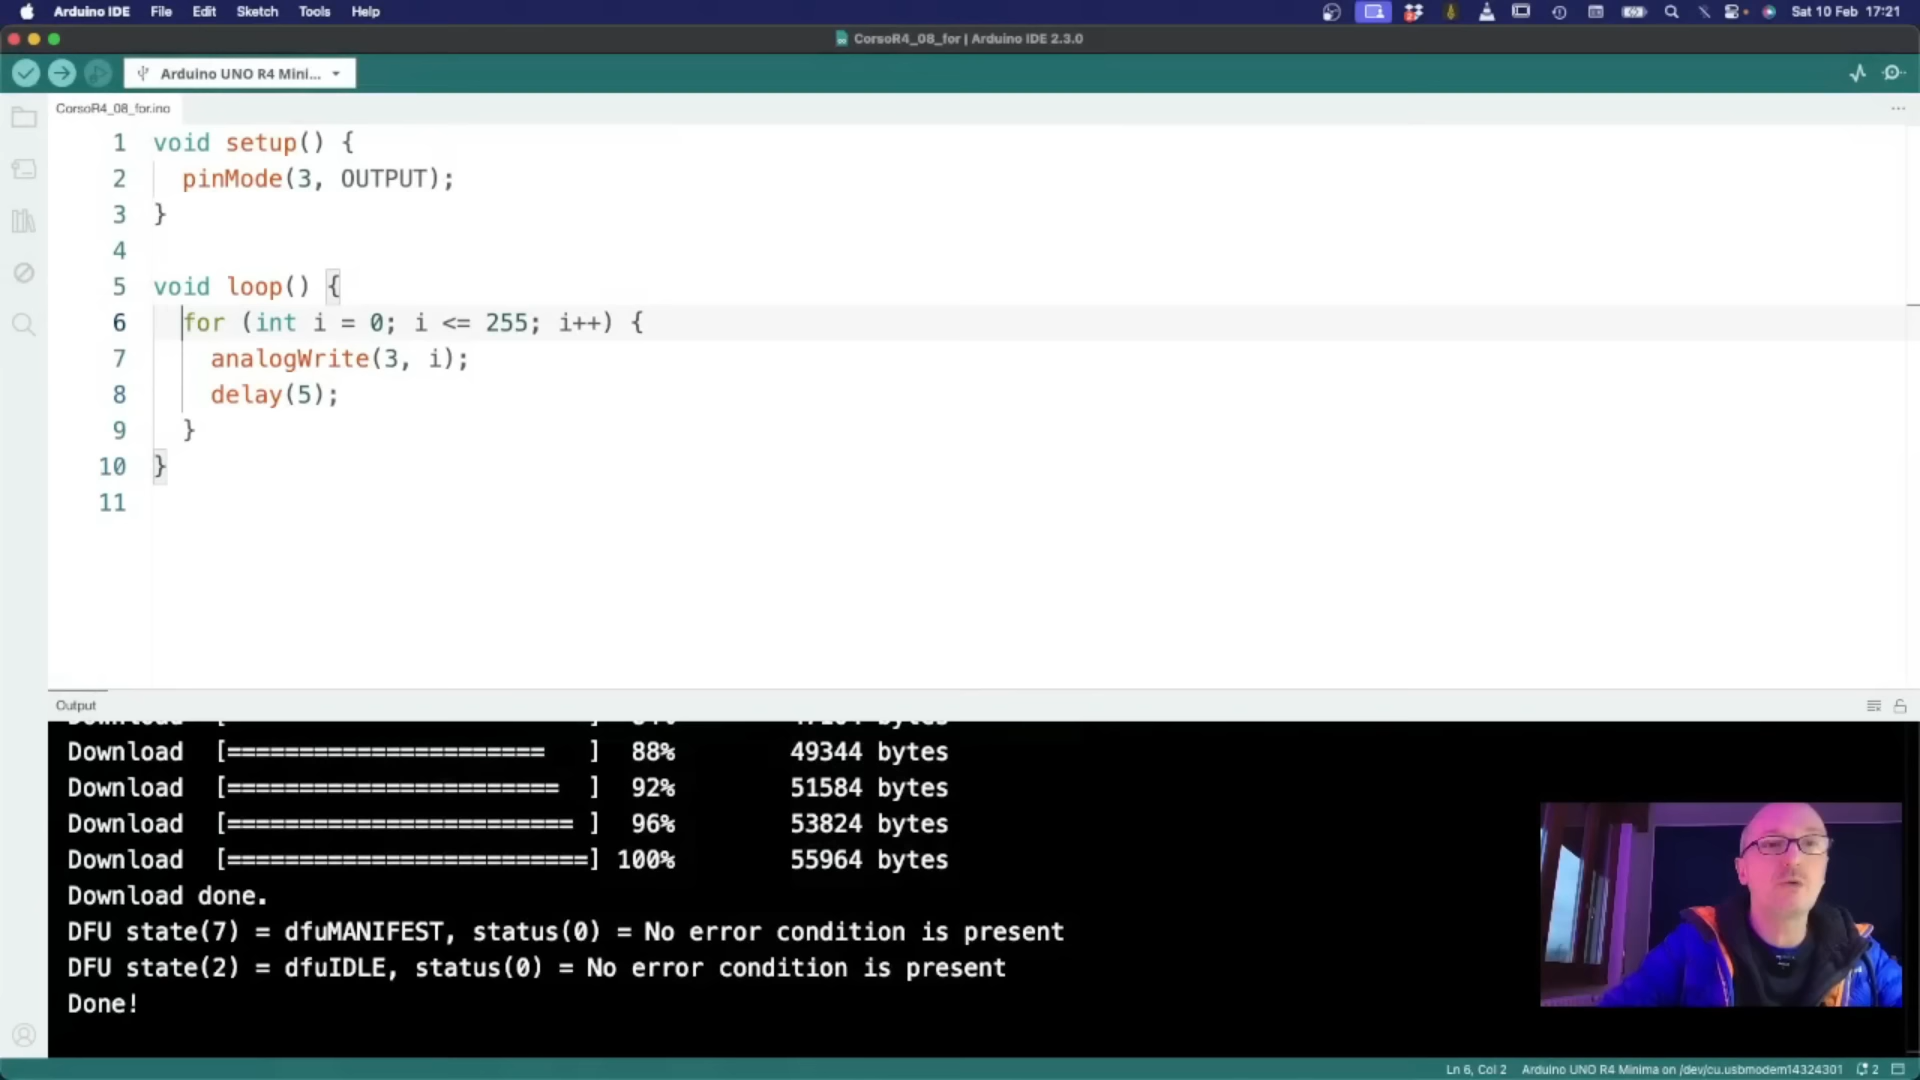 Arduino IDE File Edit Sketch Tools Help Sat 10 Feb 17:21
CorsoR4_08_for | Arduino IDE 2.3.0
Arduino UNO R4 Mini...
CorsoR4_08_for.ino
1 void setup() {
2 pinMode(3, OUTPUT);
3 }
4
5 void loop() {
6 for (int i = 0; i <= 255; i++) {
7 analogWrite(3, i);
8 delay(5);
9 }
10 }
11
Output
Download [====================== ] 88% 49344 bytes
Download [======================= ] 92% 51584 bytes
Download [======================== ] 96% 53824 bytes
Download [=========================] 100% 55964 bytes
Download done.
DFU state(7) = dfuMANIFEST, status(0) = No error condition is present
DFU state(2) = dfuIDLE, status(0) = No error condition is present
Done!
Ln 6, Col 2 Arduino UNO R4 Minima on /dev/cu.usbmodem14324301 2